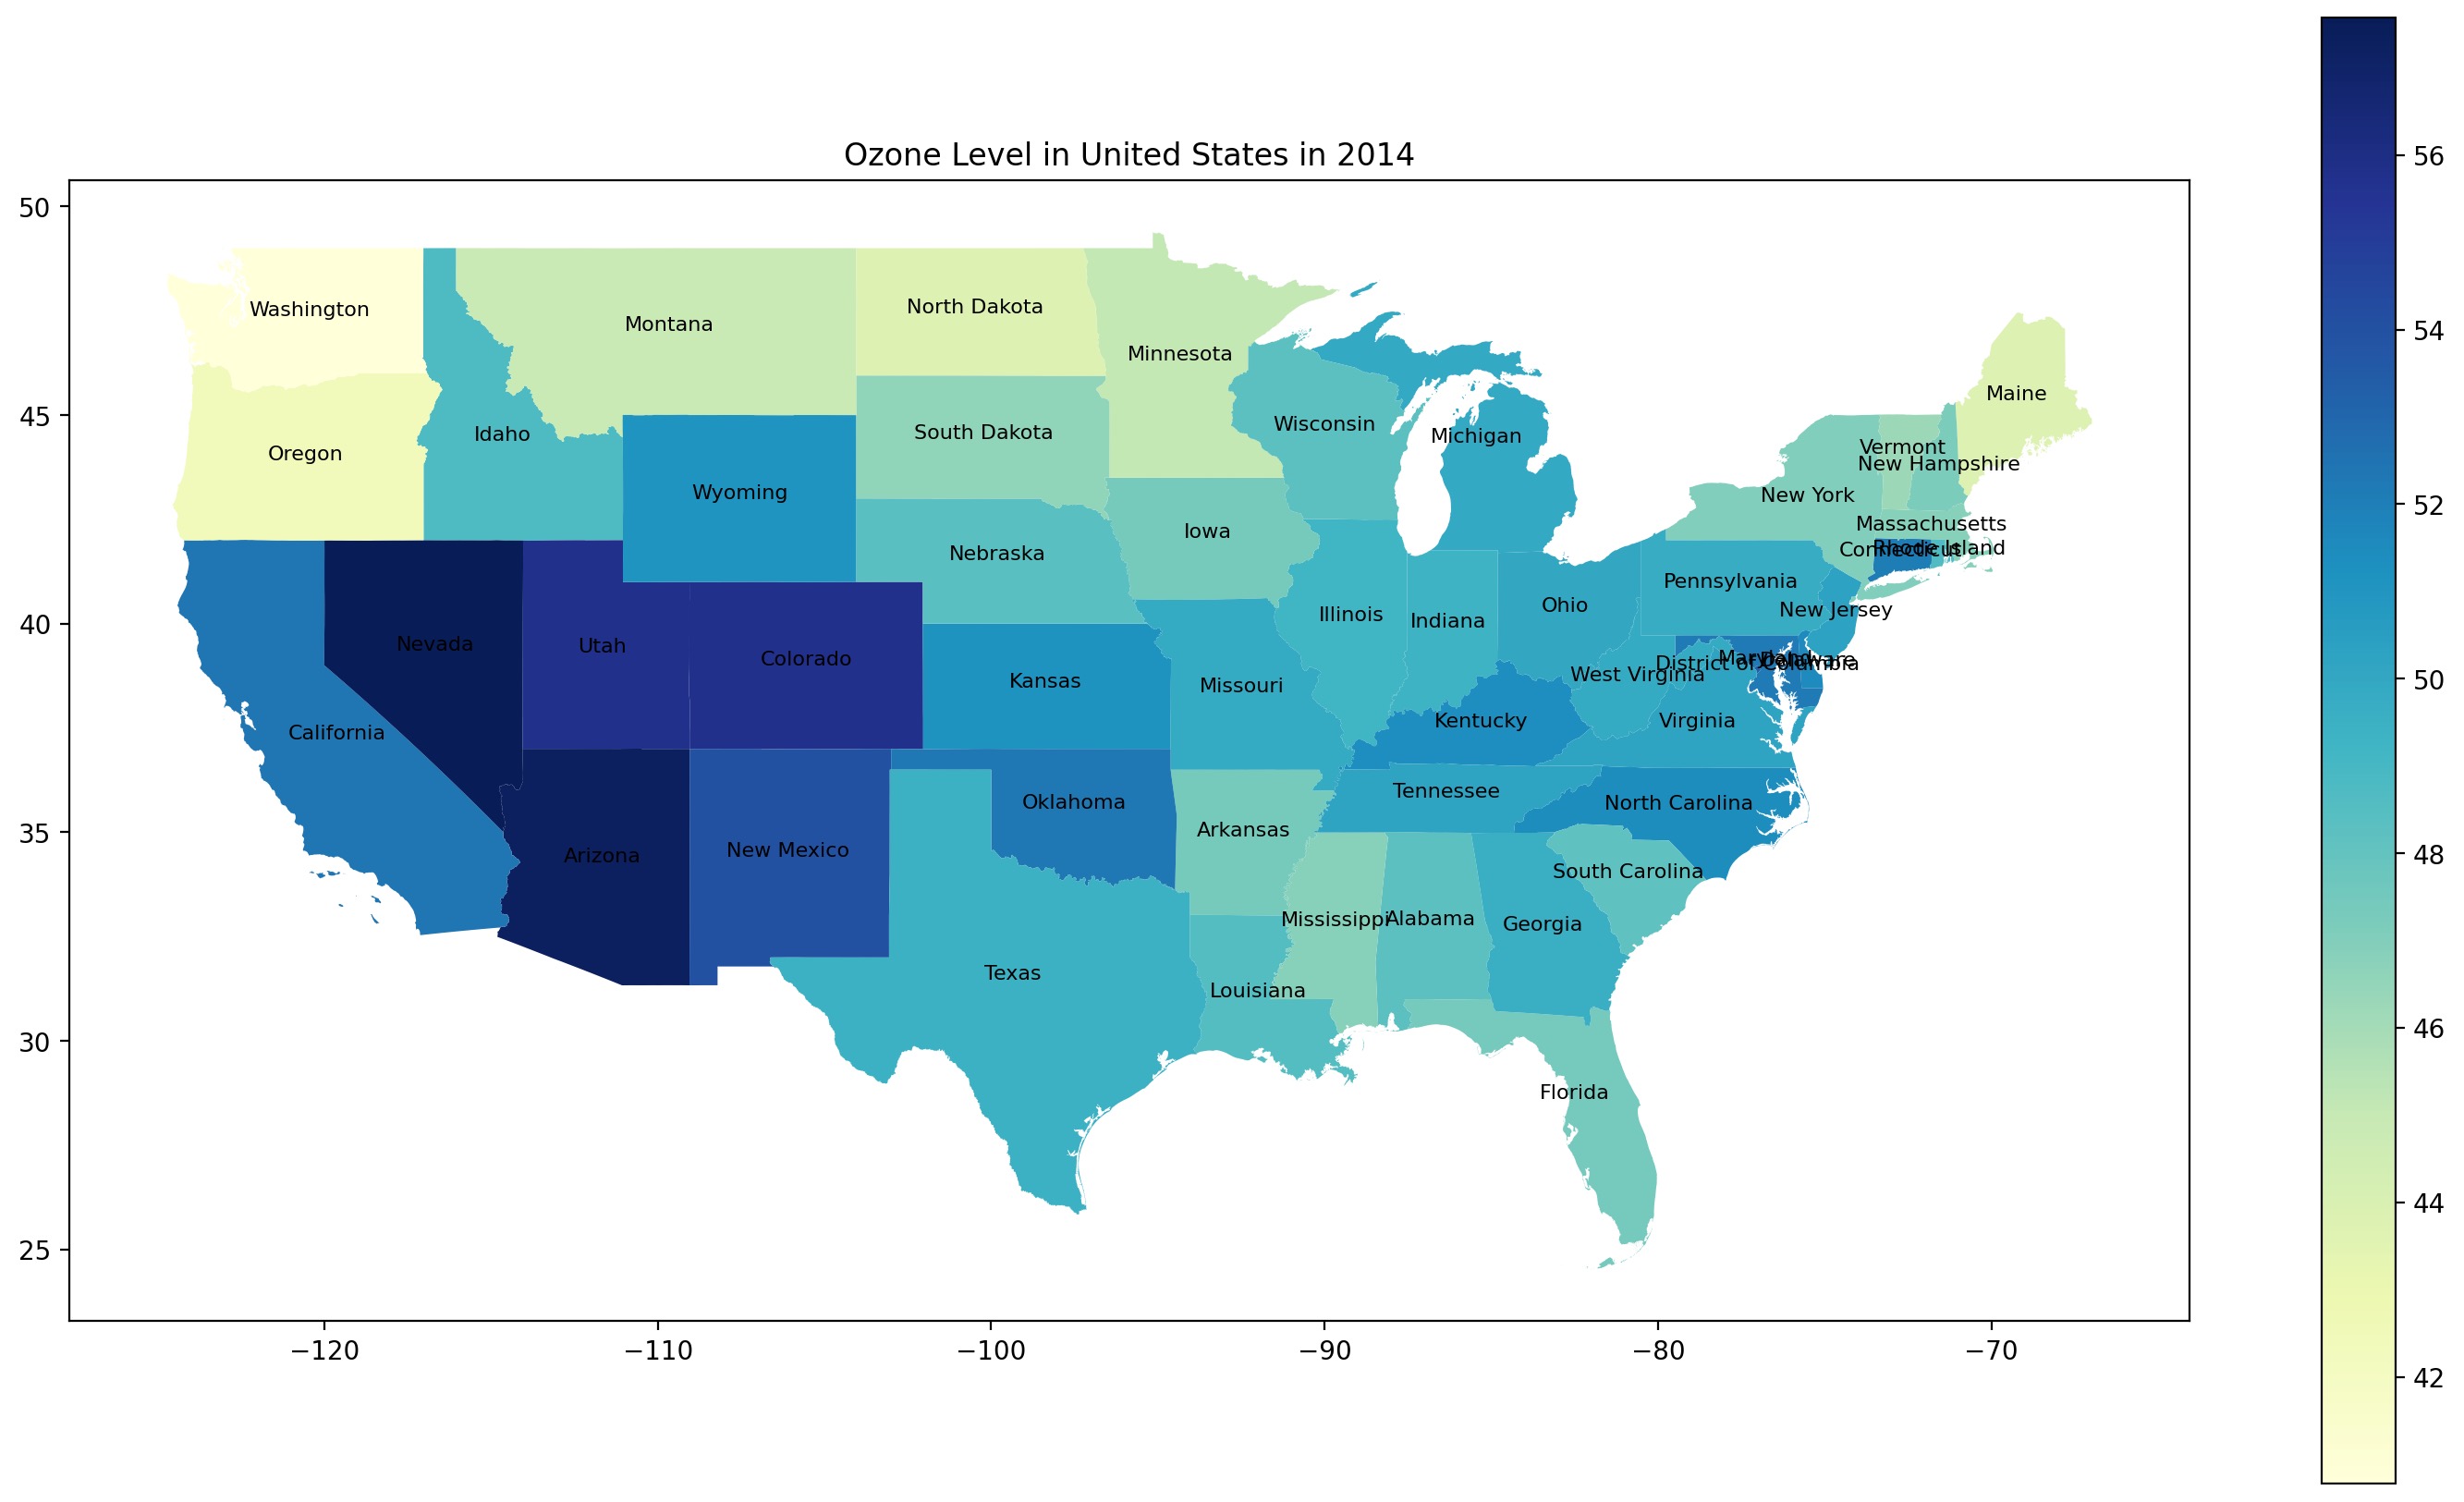 Ozone Level in United States in 2014
50
45
40
35
30
25
Washington
Montana
North Dakota
Minnesota
Maine
Oregon
Idaho
South Dakota
Wisconsin
Michigan
Vermont
New Hampshire
Wyoming
New York
Nebraska
Iowa
Massachusetts
Connecticut
Rhode Island
Pennsylvania
Nevada
Utah
Colorado
Illinois
Indiana
Ohio
New Jersey
Kansas
Missouri
West Virginia
District of Columbia
Maryland
Delaware
California
Kentucky
Virginia
Tennessee
Oklahoma
North Carolina
Arizona
New Mexico
Arkansas
South Carolina
Mississippi
Alabama
Georgia
Texas
Louisiana
Florida
−120
−110
−100
−90
−80
−70
56
54
52
50
48
46
44
42